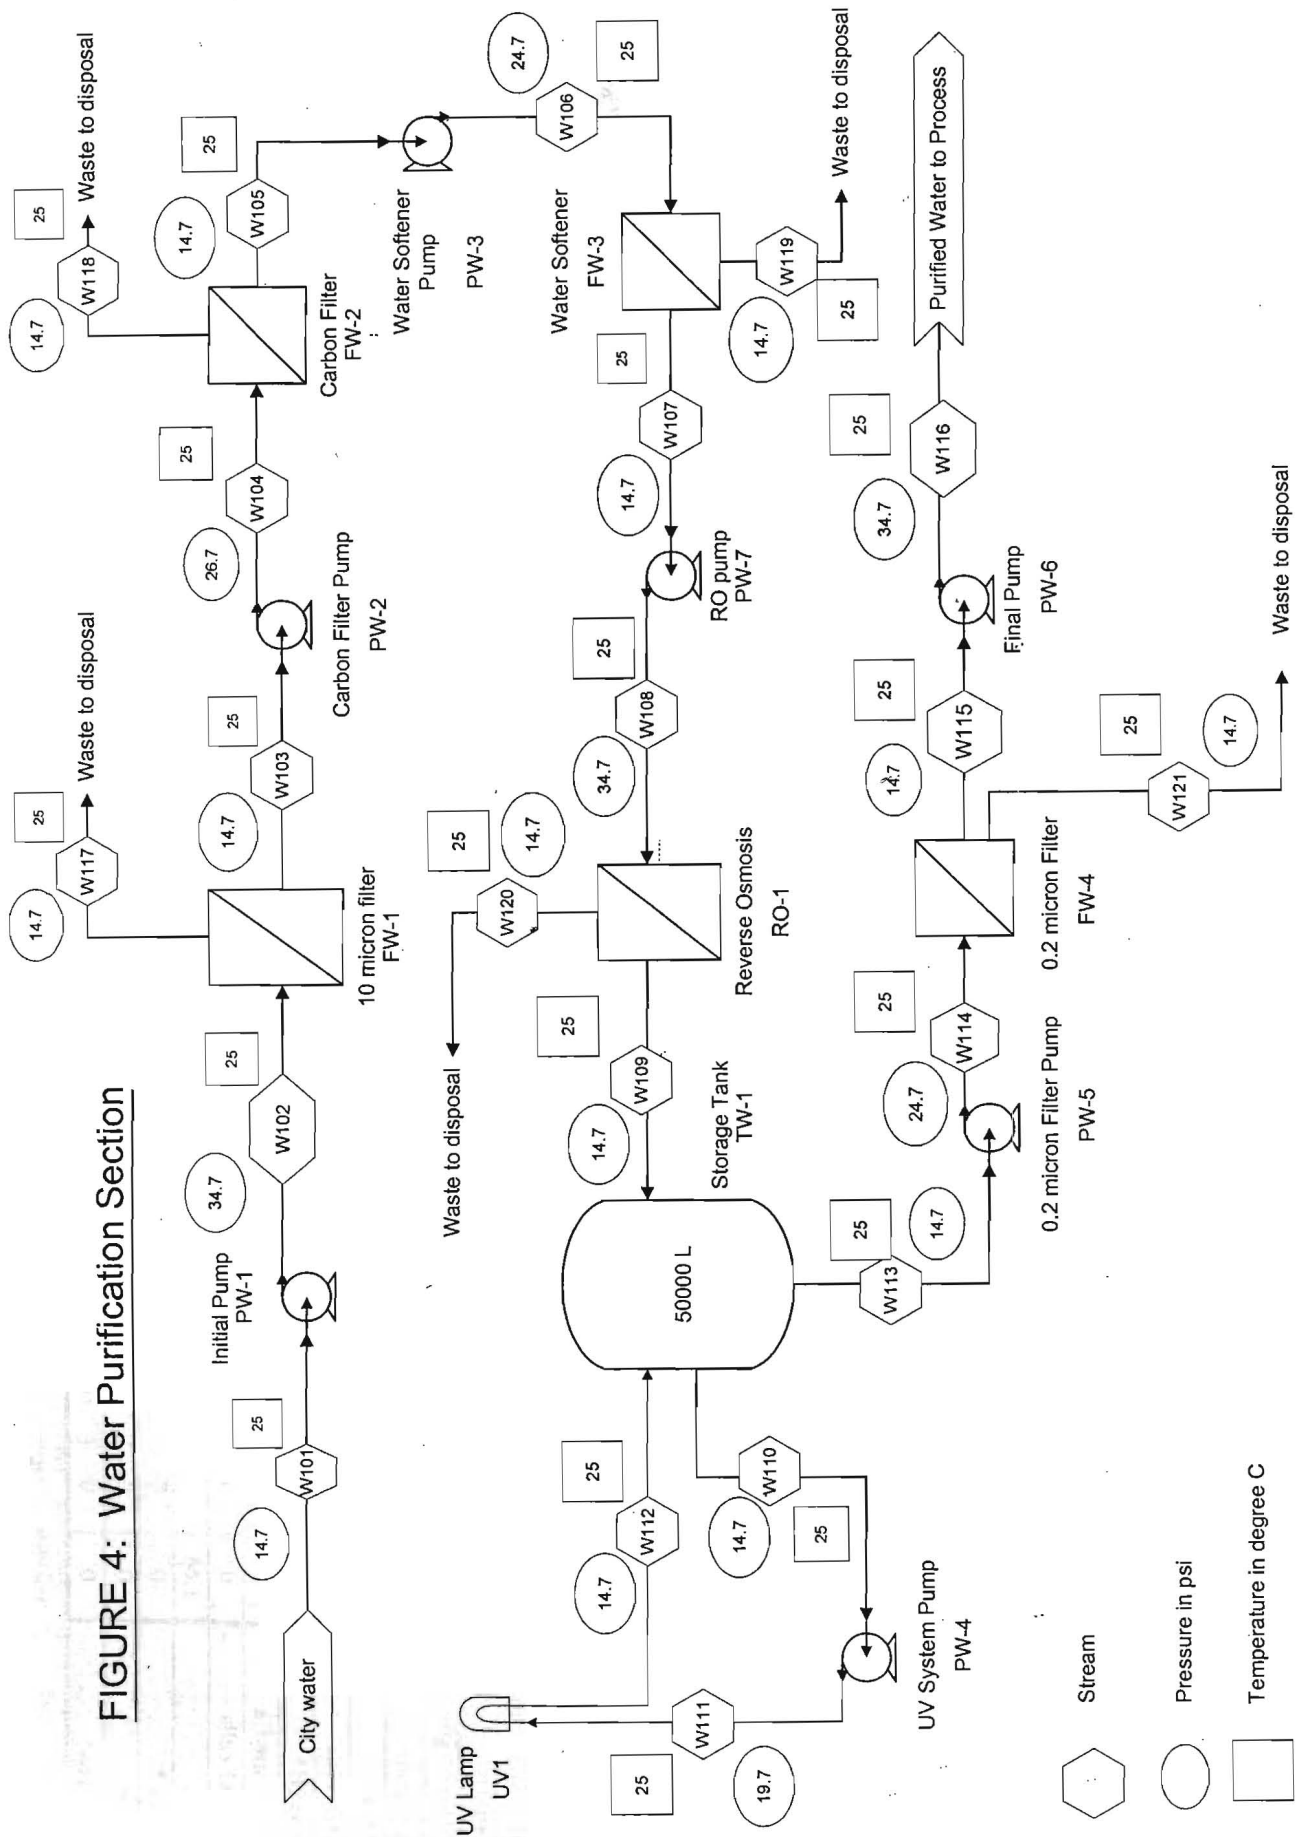 FIGURE 4: Water Purification Section
City water
14.7
W101
25
Initial Pump
PW-1
34.7
W102
25
10 micron filter
FW-1
14.7
W117
25
Waste to disposal
14.7
W103
25
Carbon Filter Pump
PW-2
26.7
W104
25
Carbon Filter
FW-2
14.7
W118
25
Waste to disposal
14.7
W105
25
Water Softener
Pump
PW-3
24.7
W106
25
Water Softener
FW-3
14.7
W119
25
Waste to disposal
25
W107
14.7
RO pump
PW-7
25
W108
34.7
Reverse Osmosis
RO-1
25
W120
14.7
Waste to disposal
25
W109
14.7
Storage Tank
TW-1
50000 L
25
W112
14.7
UV Lamp
UV1
25
W111
19.7
W110
14.7
25
UV System Pump
PW-4
25
W113
14.7
0.2 micron Filter Pump
PW-5
24.7
W114
25
0.2 micron Filter
FW-4
25
W121
14.7
Waste to disposal
14.7
W115
25
Final Pump
PW-6
34.7
W116
25
Purified Water to Process
Stream
Pressure in psi
Temperature in degree C